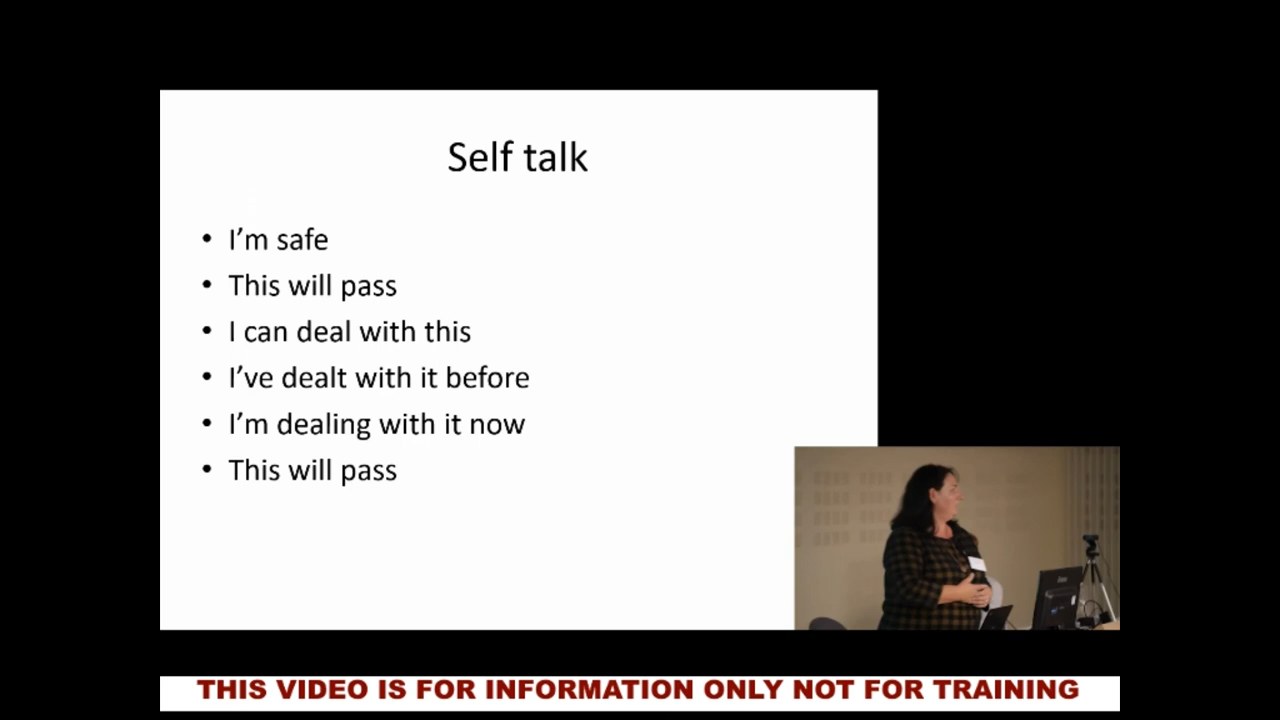 Self talk
• I'm safe
• This will pass
• I can deal with this
• I've dealt with it before
• I'm dealing with it now
• This will pass
THIS VIDEO IS FOR INFORMATION ONLY NOT FOR TRAINING